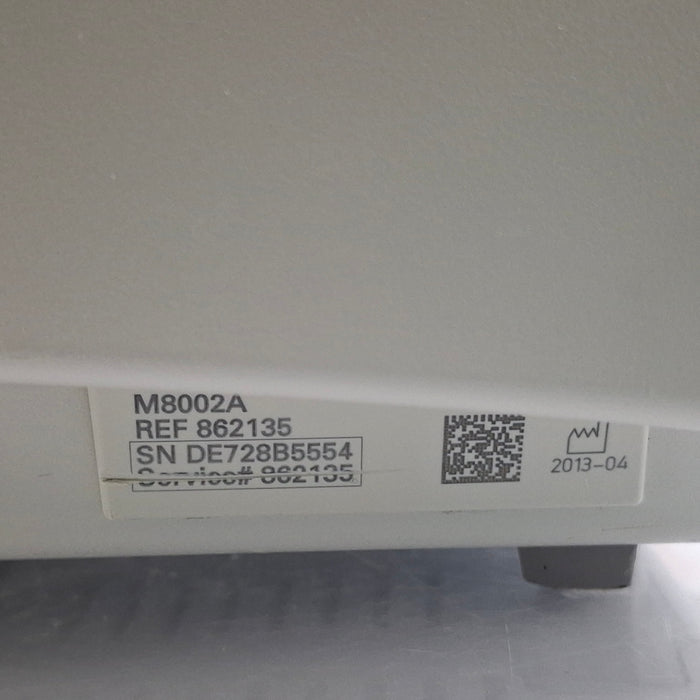 M8002A
REF 862135
SN DE728B5554
Service# 862135
2013-04